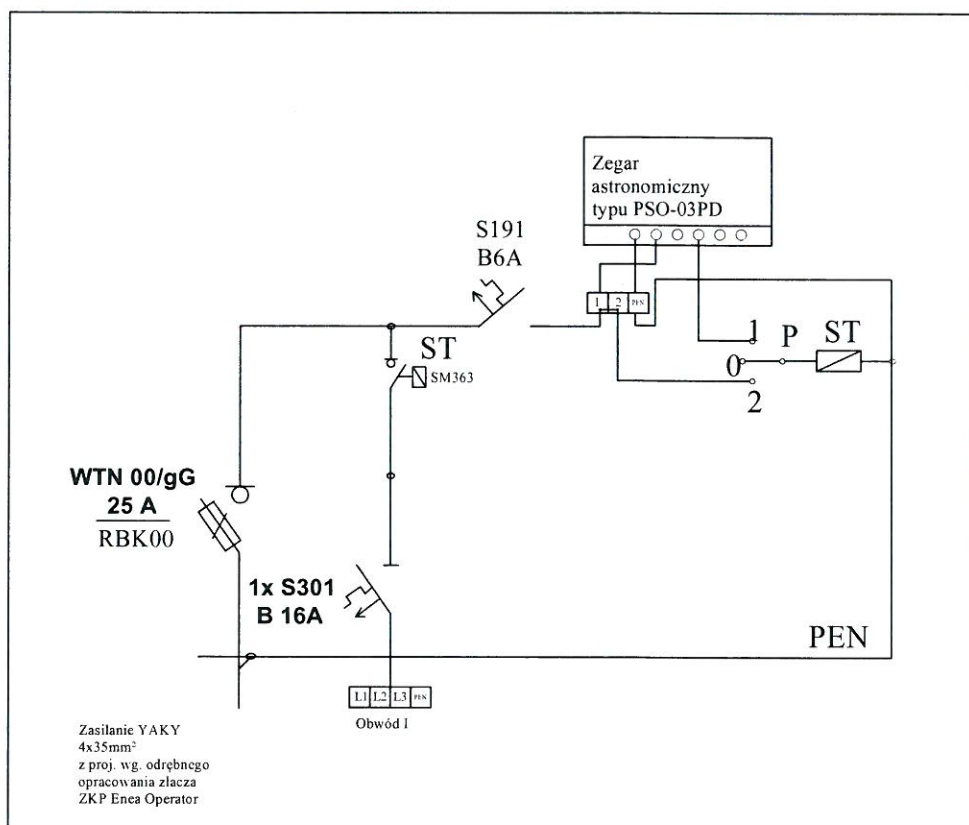 Zegar
astronomiczny
typu PSO-03PD
S191
B6A
1 2 PEN
1
P
ST
0
2
ST
SM363
WTN 00/gG
25 A
RBK00
1x S301
B 16A
PEN
L1 L2 L3 PEN
Obwód I
Zasilanie YAKY
4x35mm²
z proj. wg. odrębnego
opracowania zlacza
ZKP Enea Operator